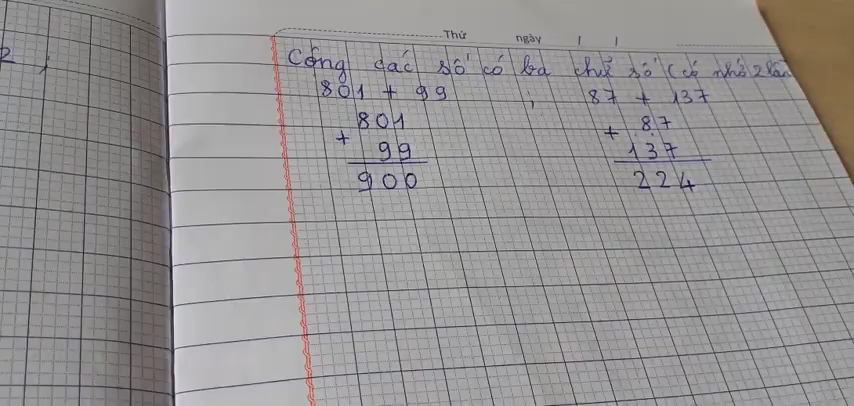 2
Thứ ngày / /
Cộng các số có ba chữ số (có nhớ 2 lần
801 + 99 ; 87 + 137
801 87
+ +
99 137
900 224